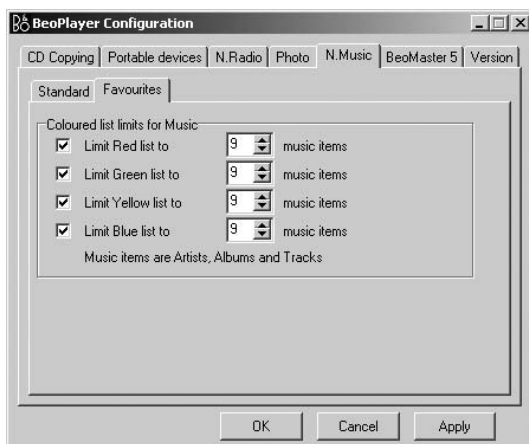 BeoPlayer Configuration
CD Copying Portable devices N.Radio Photo N.Music BeoMaster 5 Version
Standard Favourites
Coloured list limits for Music
Limit Red list to 9 music items
Limit Green list to 9 music items
Limit Yellow list to 9 music items
Limit Blue list to 9 music items
Music items are Artists, Albums and Tracks
OK Cancel Apply